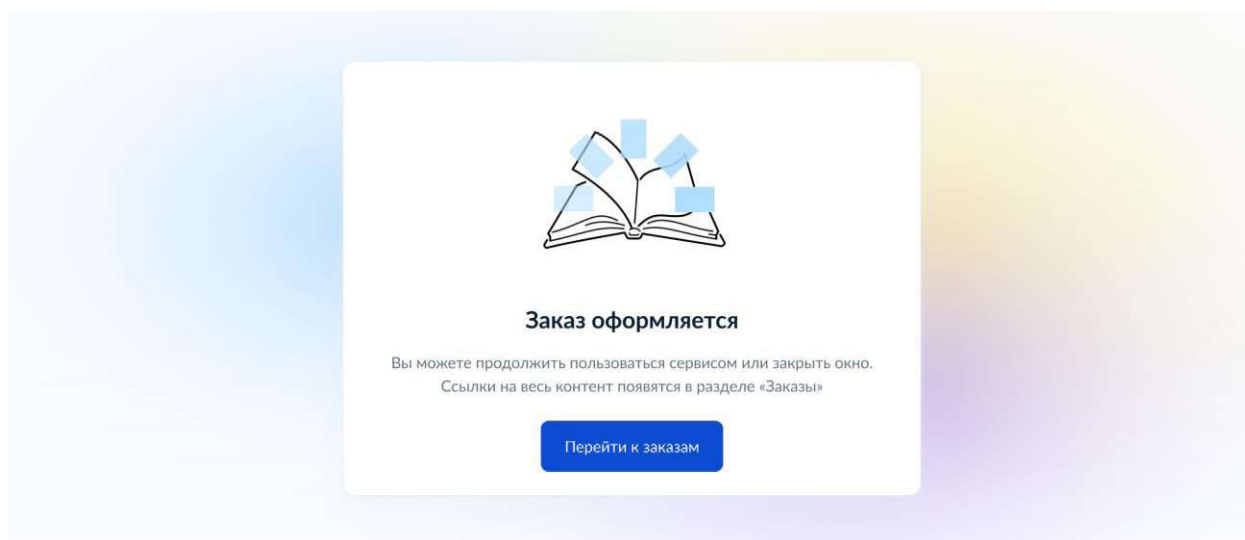 Заказ оформляется
Вы можете продолжить пользоваться сервисом или закрыть окно.
Ссылки на весь контент появятся в разделе «Заказы»
Перейти к заказам